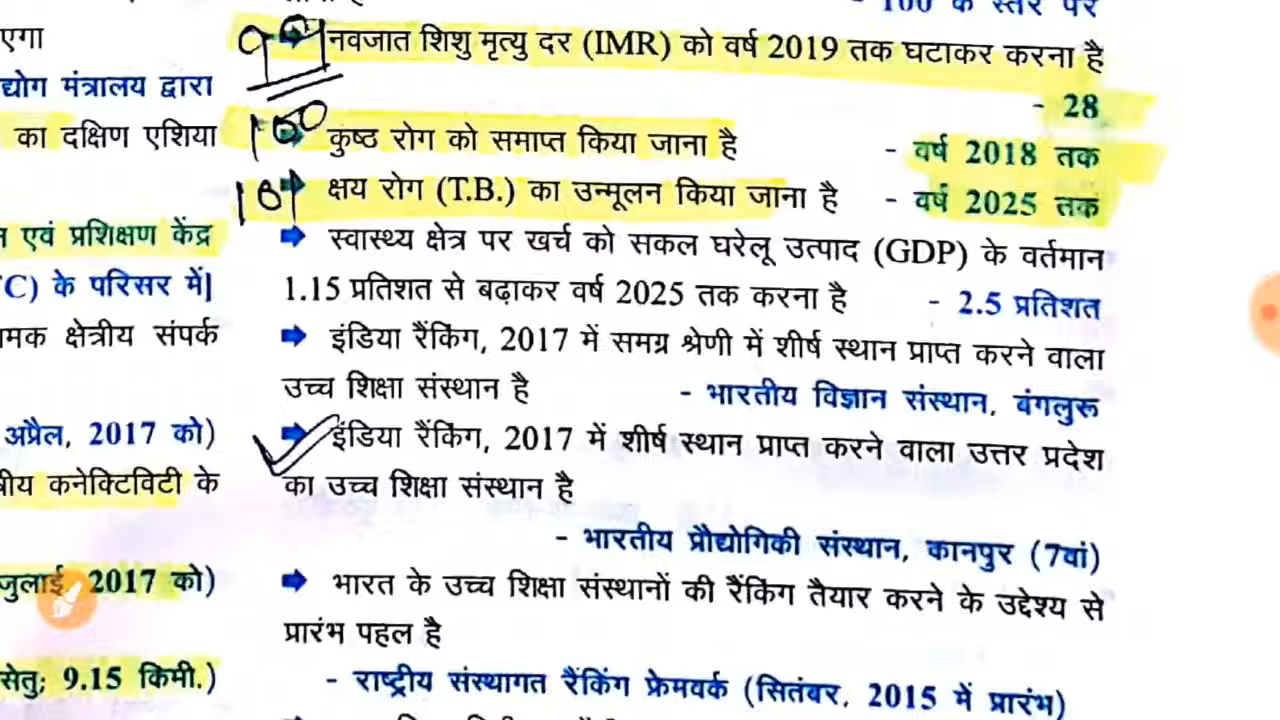 - 100 के स्तर पर
एगा
द्योग मंत्रालय द्वारा
का दक्षिण एशिया
एवं प्रशिक्षण केंद्र
TC) के परिसर में|
नामक क्षेत्रीय संपर्क
अप्रैल, 2017 को)
कनेक्टिविटी के
जुलाई, 2017 को)
सेतु; 9.15 किमी.)
नवजात शिशु मृत्यु दर (IMR) को वर्ष 2019 तक घटाकर करना है
- 28
100 कुष्ठ रोग को समाप्त किया जाना है - वर्ष 2018 तक
101 क्षय रोग (T.B.) का उन्मूलन किया जाना है - वर्ष 2025 तक
स्वास्थ्य क्षेत्र पर खर्च को सकल घरेलू उत्पाद (GDP) के वर्तमान
1.15 प्रतिशत से बढ़ाकर वर्ष 2025 तक करना है - 2.5 प्रतिशत
इंडिया रैंकिंग, 2017 में समग्र श्रेणी में शीर्ष स्थान प्राप्त करने वाला
उच्च शिक्षा संस्थान है - भारतीय विज्ञान संस्थान, बंगलुरू
इंडिया रैंकिंग, 2017 में शीर्ष स्थान प्राप्त करने वाला उत्तर प्रदेश
का उच्च शिक्षा संस्थान है
- भारतीय प्रौद्योगिकी संस्थान, कानपुर (7वां)
भारत के उच्च शिक्षा संस्थानों की रैंकिंग तैयार करने के उद्देश्य से
प्रारंभ पहल है
- राष्ट्रीय संस्थागत रैंकिंग फ्रेमवर्क (सितंबर, 2015 में प्रारंभ)